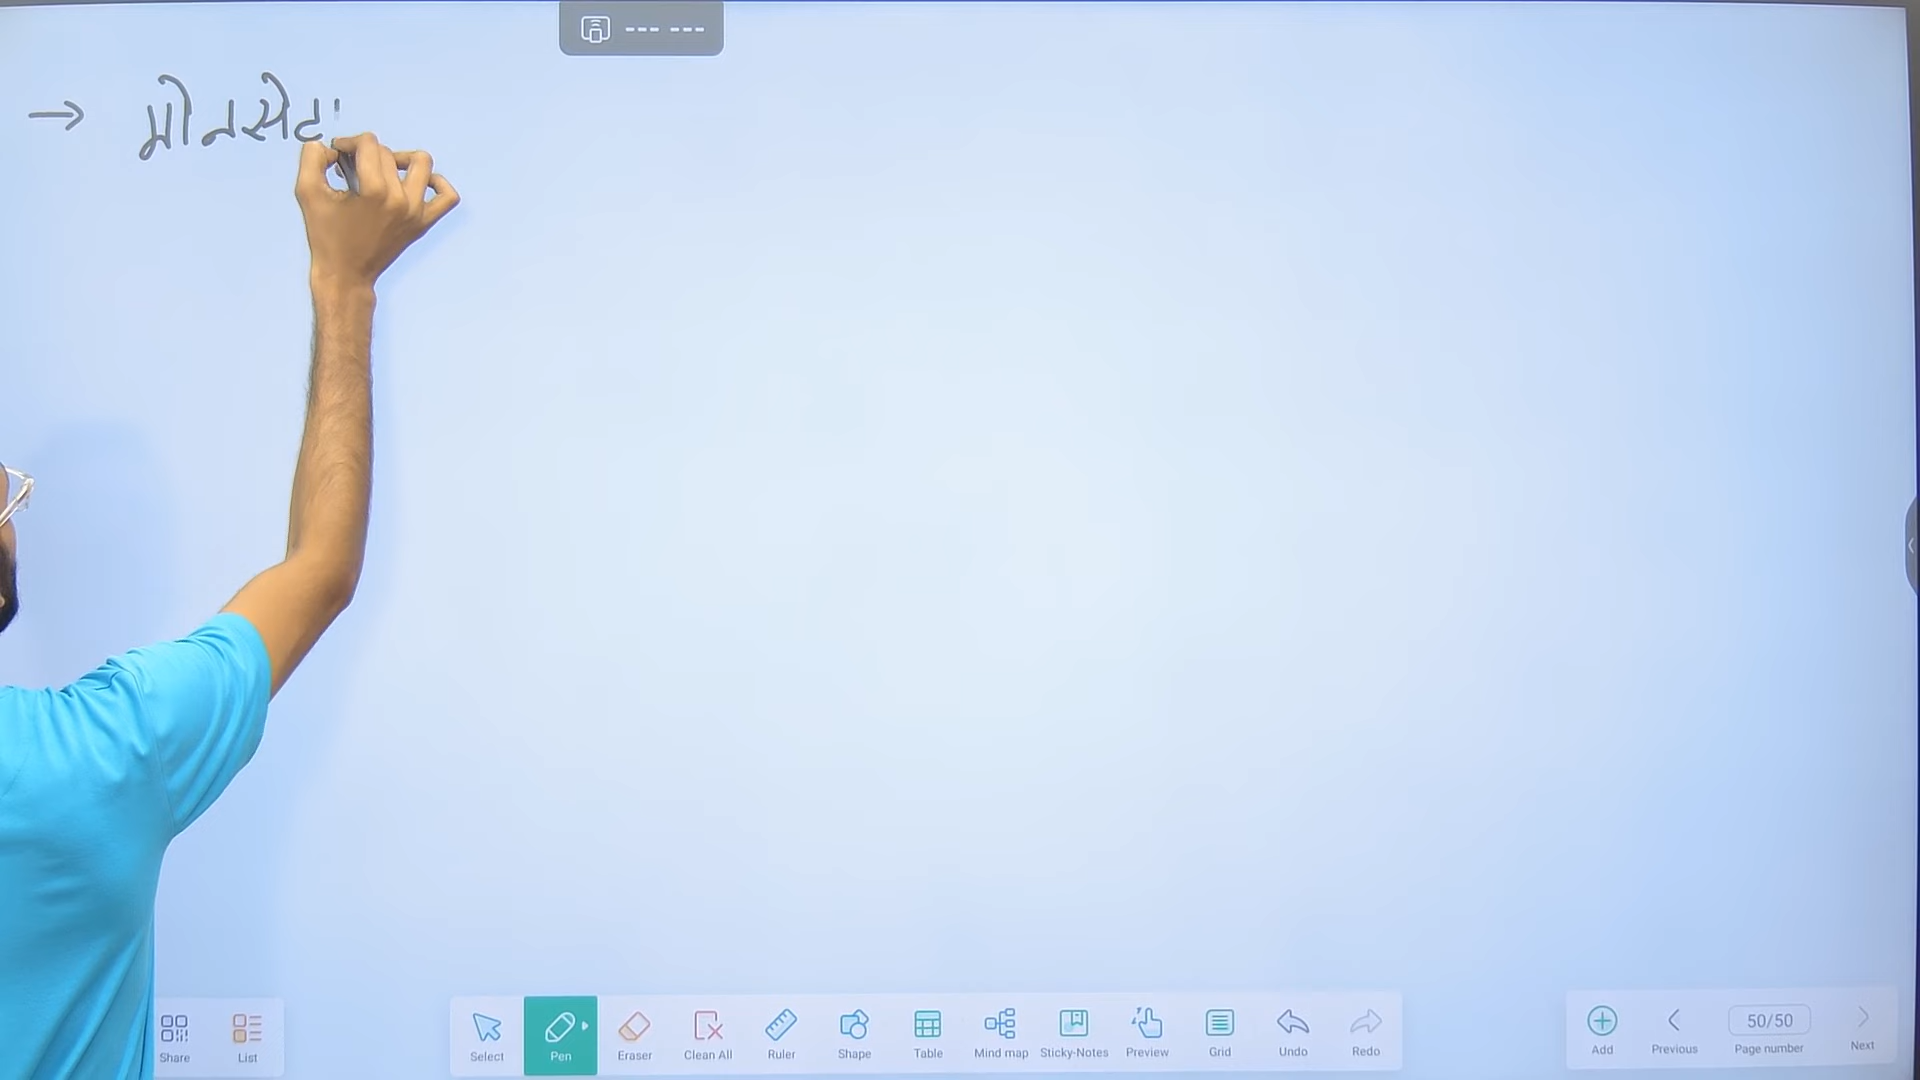 --- ---
→ मोनसेटा
Share
List
Select
Pen
Eraser
Clean All
Ruler
Shape
Table
Mind map
Sticky-Notes
Preview
Grid
Undo
Redo
Add
Previous
50/50
Page number
Next